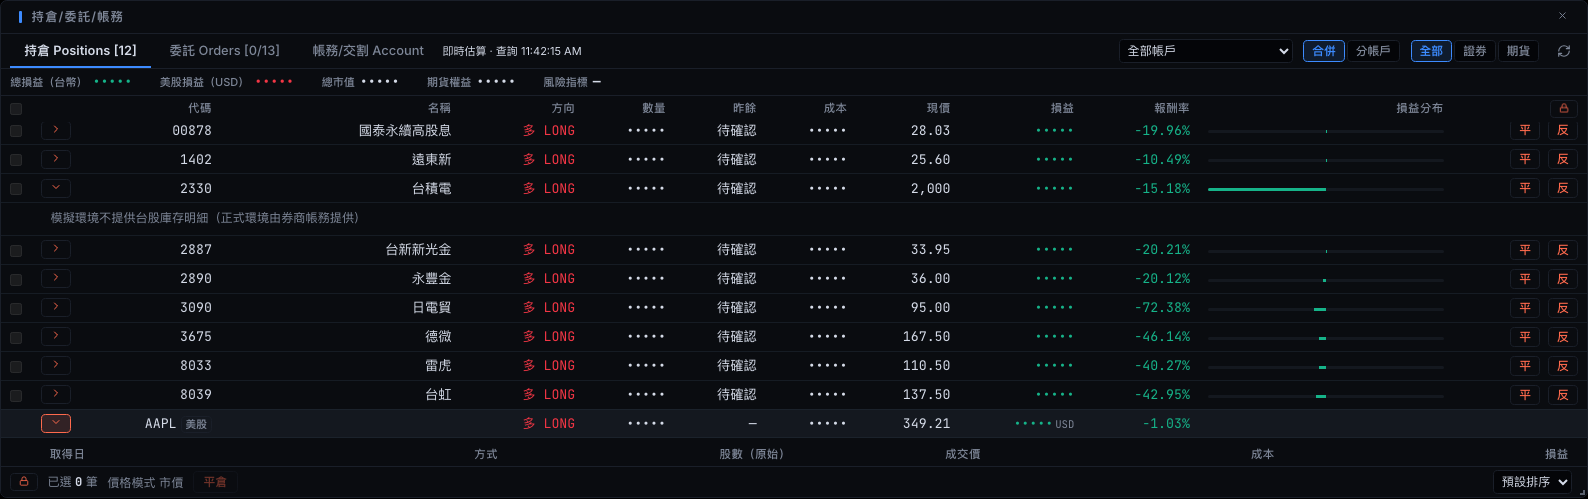 持倉/委託/帳務 ×
持倉 Positions [12] 委託 Orders [0/13] 帳務/交割 Account 即時估算 · 查詢 11:42:15 AM 全部帳戶 合併 分帳戶 全部 證券 期貨
總損益 (台幣) ••••• 美股損益 (USD) ••••• 總市值 ••••• 期貨權益 ••••• 風險指標 —
代碼 名稱 方向 數量 昨餘 成本 現價 損益 報酬率 損益分布
00878 國泰永續高股息 多 LONG ••••• 待確認 ••••• 28.03 ••••• -19.96% 平 反
1402 遠東新 多 LONG ••••• 待確認 ••••• 25.60 ••••• -10.49% 平 反
2330 台積電 多 LONG ••••• 待確認 ••••• 2,000 ••••• -15.18% 平 反
模擬環境不提供台股庫存明細 (正式環境由券商帳務提供)
2887 台新新光金 多 LONG ••••• 待確認 ••••• 33.95 ••••• -20.21% 平 反
2890 永豐金 多 LONG ••••• 待確認 ••••• 36.00 ••••• -20.12% 平 反
3090 日電貿 多 LONG ••••• 待確認 ••••• 95.00 ••••• -72.38% 平 反
3675 德微 多 LONG ••••• 待確認 ••••• 167.50 ••••• -46.14% 平 反
8033 雷虎 多 LONG ••••• 待確認 ••••• 110.50 ••••• -40.27% 平 反
8039 台虹 多 LONG ••••• 待確認 ••••• 137.50 ••••• -42.95% 平 反
AAPL 美股 多 LONG ••••• — ••••• 349.21 ••••• USD -1.03%
取得日 方式 股數 (原始) 成交價 成本 損益
已選 0 筆 價格模式 市價 平倉 預設排序